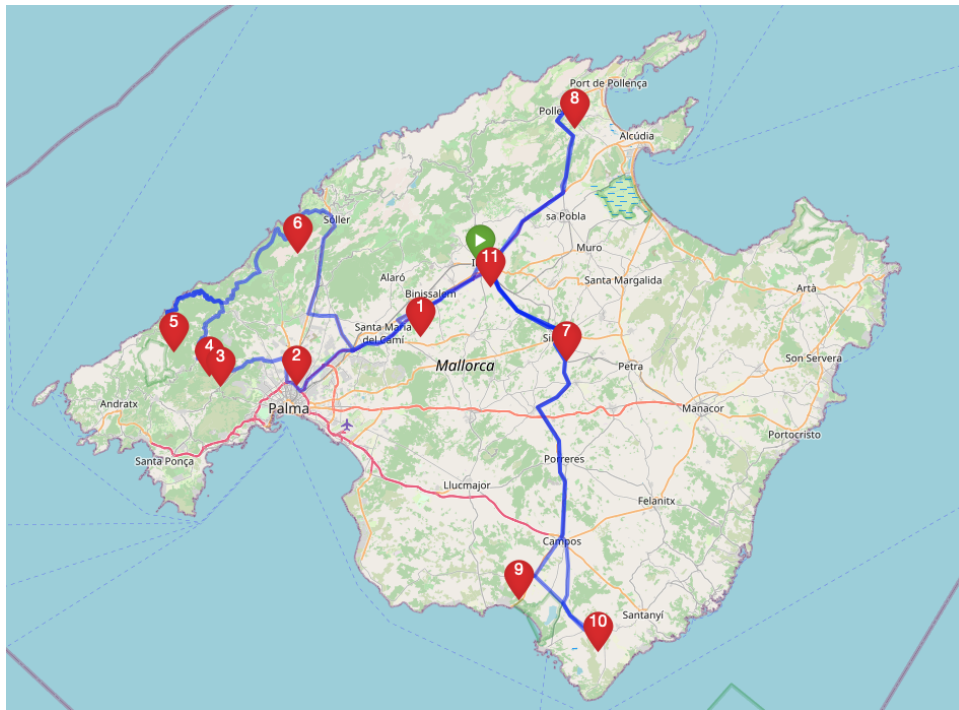 Port de Pollença
8
Polle
Alcúdia
sa Pobla
6
Sóller
Muro
11
I
Santa Margalida
Alaró
Artà
Binissalem
1
5
Santa Maria
del Camí
7
Si
Son Servera
4
3
2
Mallorca
Petra
Andratx
Palma
Manacor
Portocristo
Santa Ponça
Porreres
Llucmajor
Felanitx
Campos
9
Santanyí
10